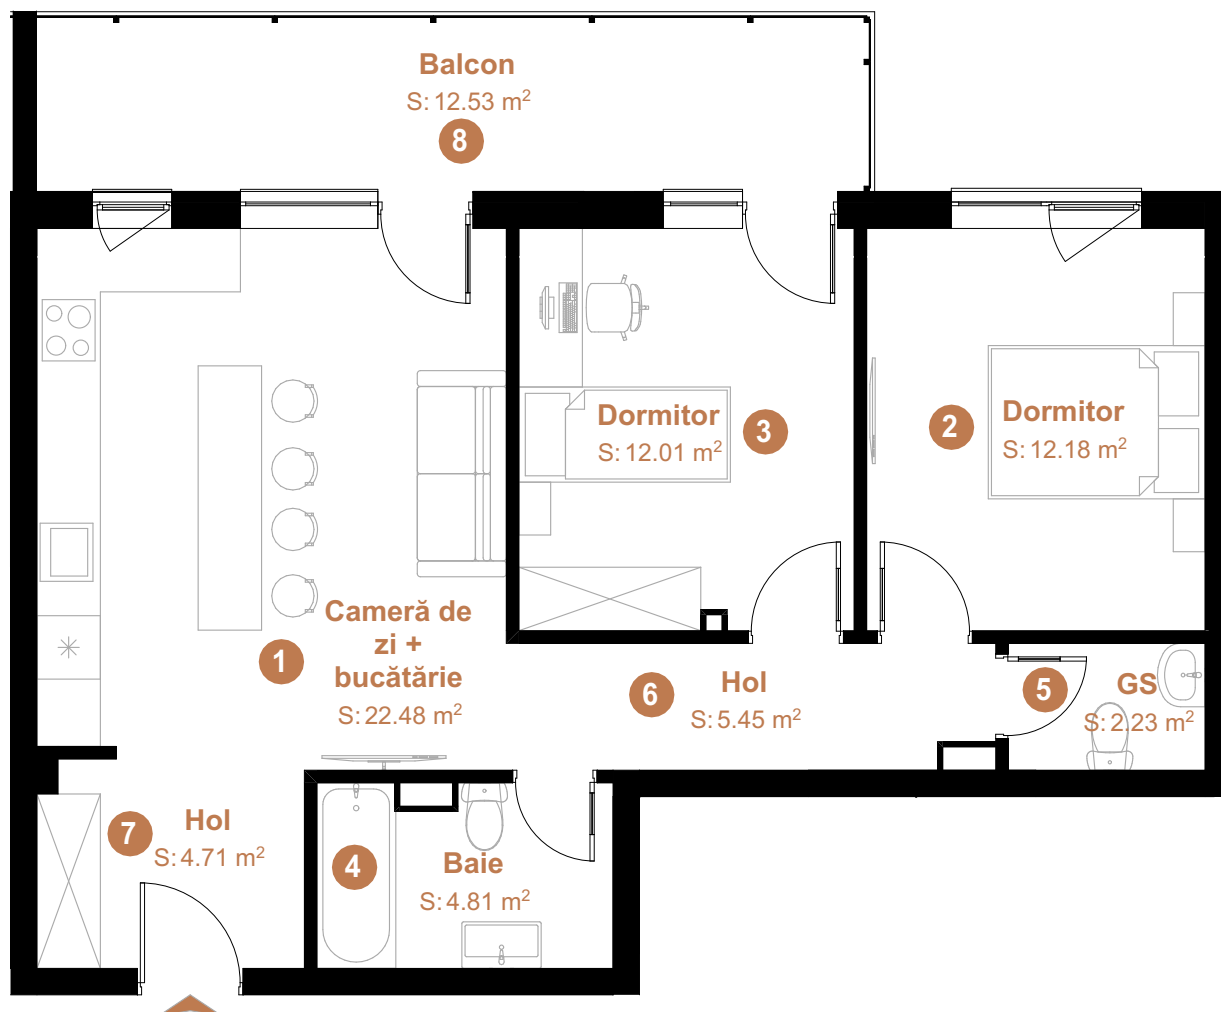 Balcon
S: 12.53 m²
8
Dormitor
S: 12.01 m²
3
2
Dormitor
S: 12.18 m²
Cameră de
zi +
bucătărie
S: 22.48 m²
1
6
Hol
S: 5.45 m²
5
GS
S: 2.23 m²
7
Hol
S: 4.71 m²
4
Baie
S: 4.81 m²